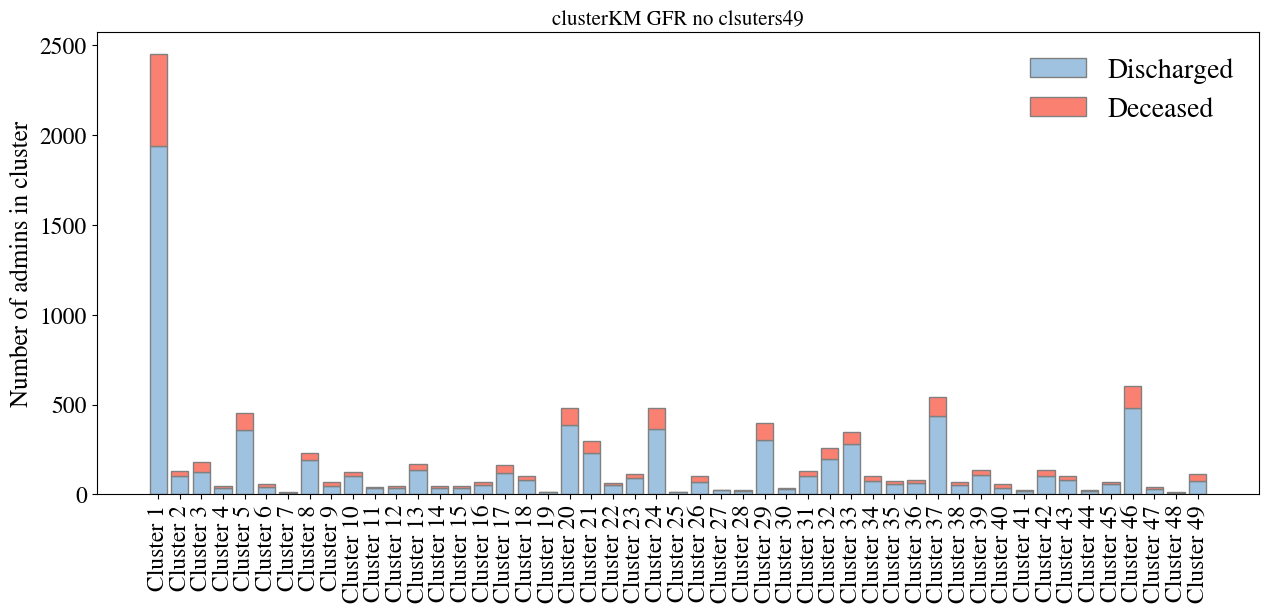 clusterKM GFR no clsuters49
Number of admins in cluster
2500
2000
1500
1000
500
0
Discharged
Deceased
Cluster 1
Cluster 2
Cluster 3
Cluster 4
Cluster 5
Cluster 6
Cluster 7
Cluster 8
Cluster 9
Cluster 10
Cluster 11
Cluster 12
Cluster 13
Cluster 14
Cluster 15
Cluster 16
Cluster 17
Cluster 18
Cluster 19
Cluster 20
Cluster 21
Cluster 22
Cluster 23
Cluster 24
Cluster 25
Cluster 26
Cluster 27
Cluster 28
Cluster 29
Cluster 30
Cluster 31
Cluster 32
Cluster 33
Cluster 34
Cluster 35
Cluster 36
Cluster 37
Cluster 38
Cluster 39
Cluster 40
Cluster 41
Cluster 42
Cluster 43
Cluster 44
Cluster 45
Cluster 46
Cluster 47
Cluster 48
Cluster 49